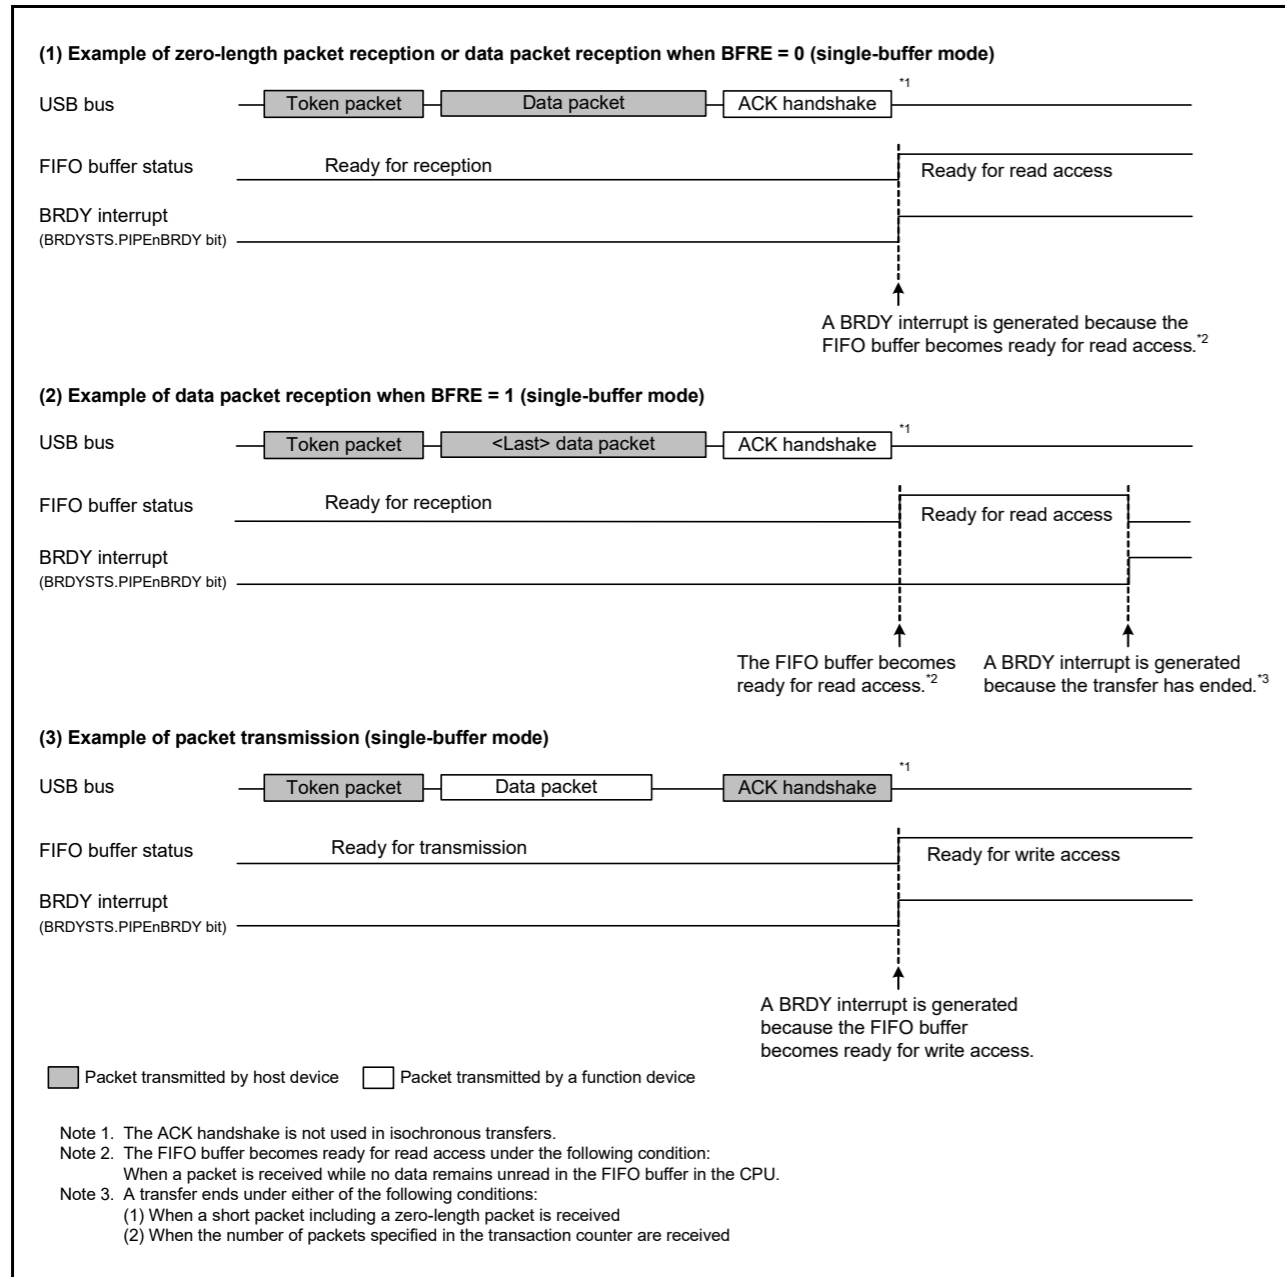 (1) Example of zero-length packet reception or data packet reception when BFRE = 0 (single-buffer mode)
USB bus
Token packet
Data packet
ACK handshake
*1
FIFO buffer status
Ready for reception
Ready for read access
BRDY interrupt
(BRDYSTS.PIPEnBRDY bit)
A BRDY interrupt is generated because the
FIFO buffer becomes ready for read access.*2
(2) Example of data packet reception when BFRE = 1 (single-buffer mode)
USB bus
Token packet
<Last> data packet
ACK handshake
*1
FIFO buffer status
Ready for reception
Ready for read access
BRDY interrupt
(BRDYSTS.PIPEnBRDY bit)
The FIFO buffer becomes
ready for read access.*2
A BRDY interrupt is generated
because the transfer has ended.*3
(3) Example of packet transmission (single-buffer mode)
USB bus
Token packet
Data packet
ACK handshake
*1
FIFO buffer status
Ready for transmission
Ready for write access
BRDY interrupt
(BRDYSTS.PIPEnBRDY bit)
A BRDY interrupt is generated
because the FIFO buffer
becomes ready for write access.
Packet transmitted by host device
Packet transmitted by a function device
Note 1. The ACK handshake is not used in isochronous transfers.
Note 2. The FIFO buffer becomes ready for read access under the following condition:
When a packet is received while no data remains unread in the FIFO buffer in the CPU.
Note 3. A transfer ends under either of the following conditions:
(1) When a short packet including a zero-length packet is received
(2) When the number of packets specified in the transaction counter are received